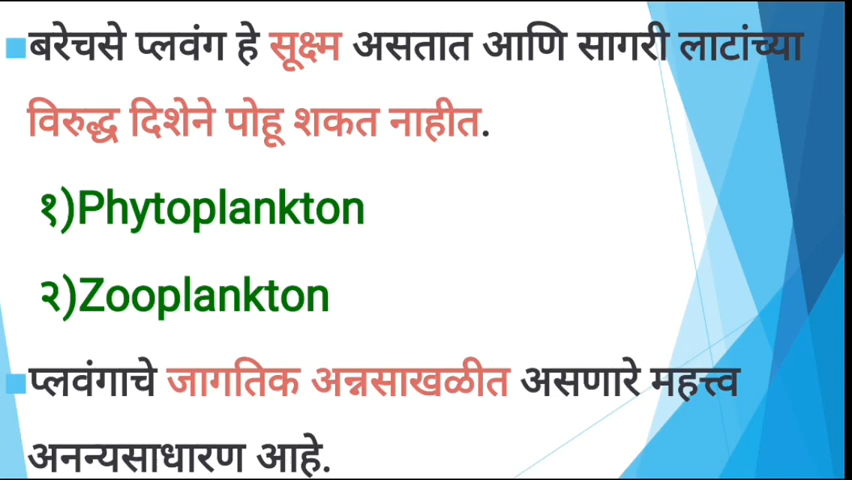 बरेचसे प्लवंग हे सूक्ष्म असतात आणि सागरी लाटांच्या
विरुद्ध दिशेने पोहू शकत नाहीत.
१)Phytoplankton
२)Zooplankton
प्लवंगाचे जागतिक अन्नसाखळीत असणारे महत्त्व
अनन्यसाधारण आहे.